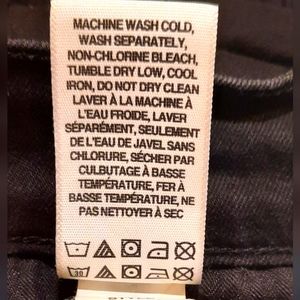 MACHINE WASH COLD,
WASH SEPARATELY,
NON-CHLORINE BLEACH,
TUMBLE DRY LOW, COOL
IRON, DO NOT DRY CLEAN
LAVER À LA MACHINE À
L'EAU FROIDE, LAVER
SÉPARÉMENT, SEULEMENT
DE L'EAU DE JAVEL SANS
CHLORURE, SÉCHER PAR
CULBUTAGE À BASSE
TEMPÉRATURE, FER À
BASSE TEMPÉRATURE, NE
PAS NETTOYER À SEC
30